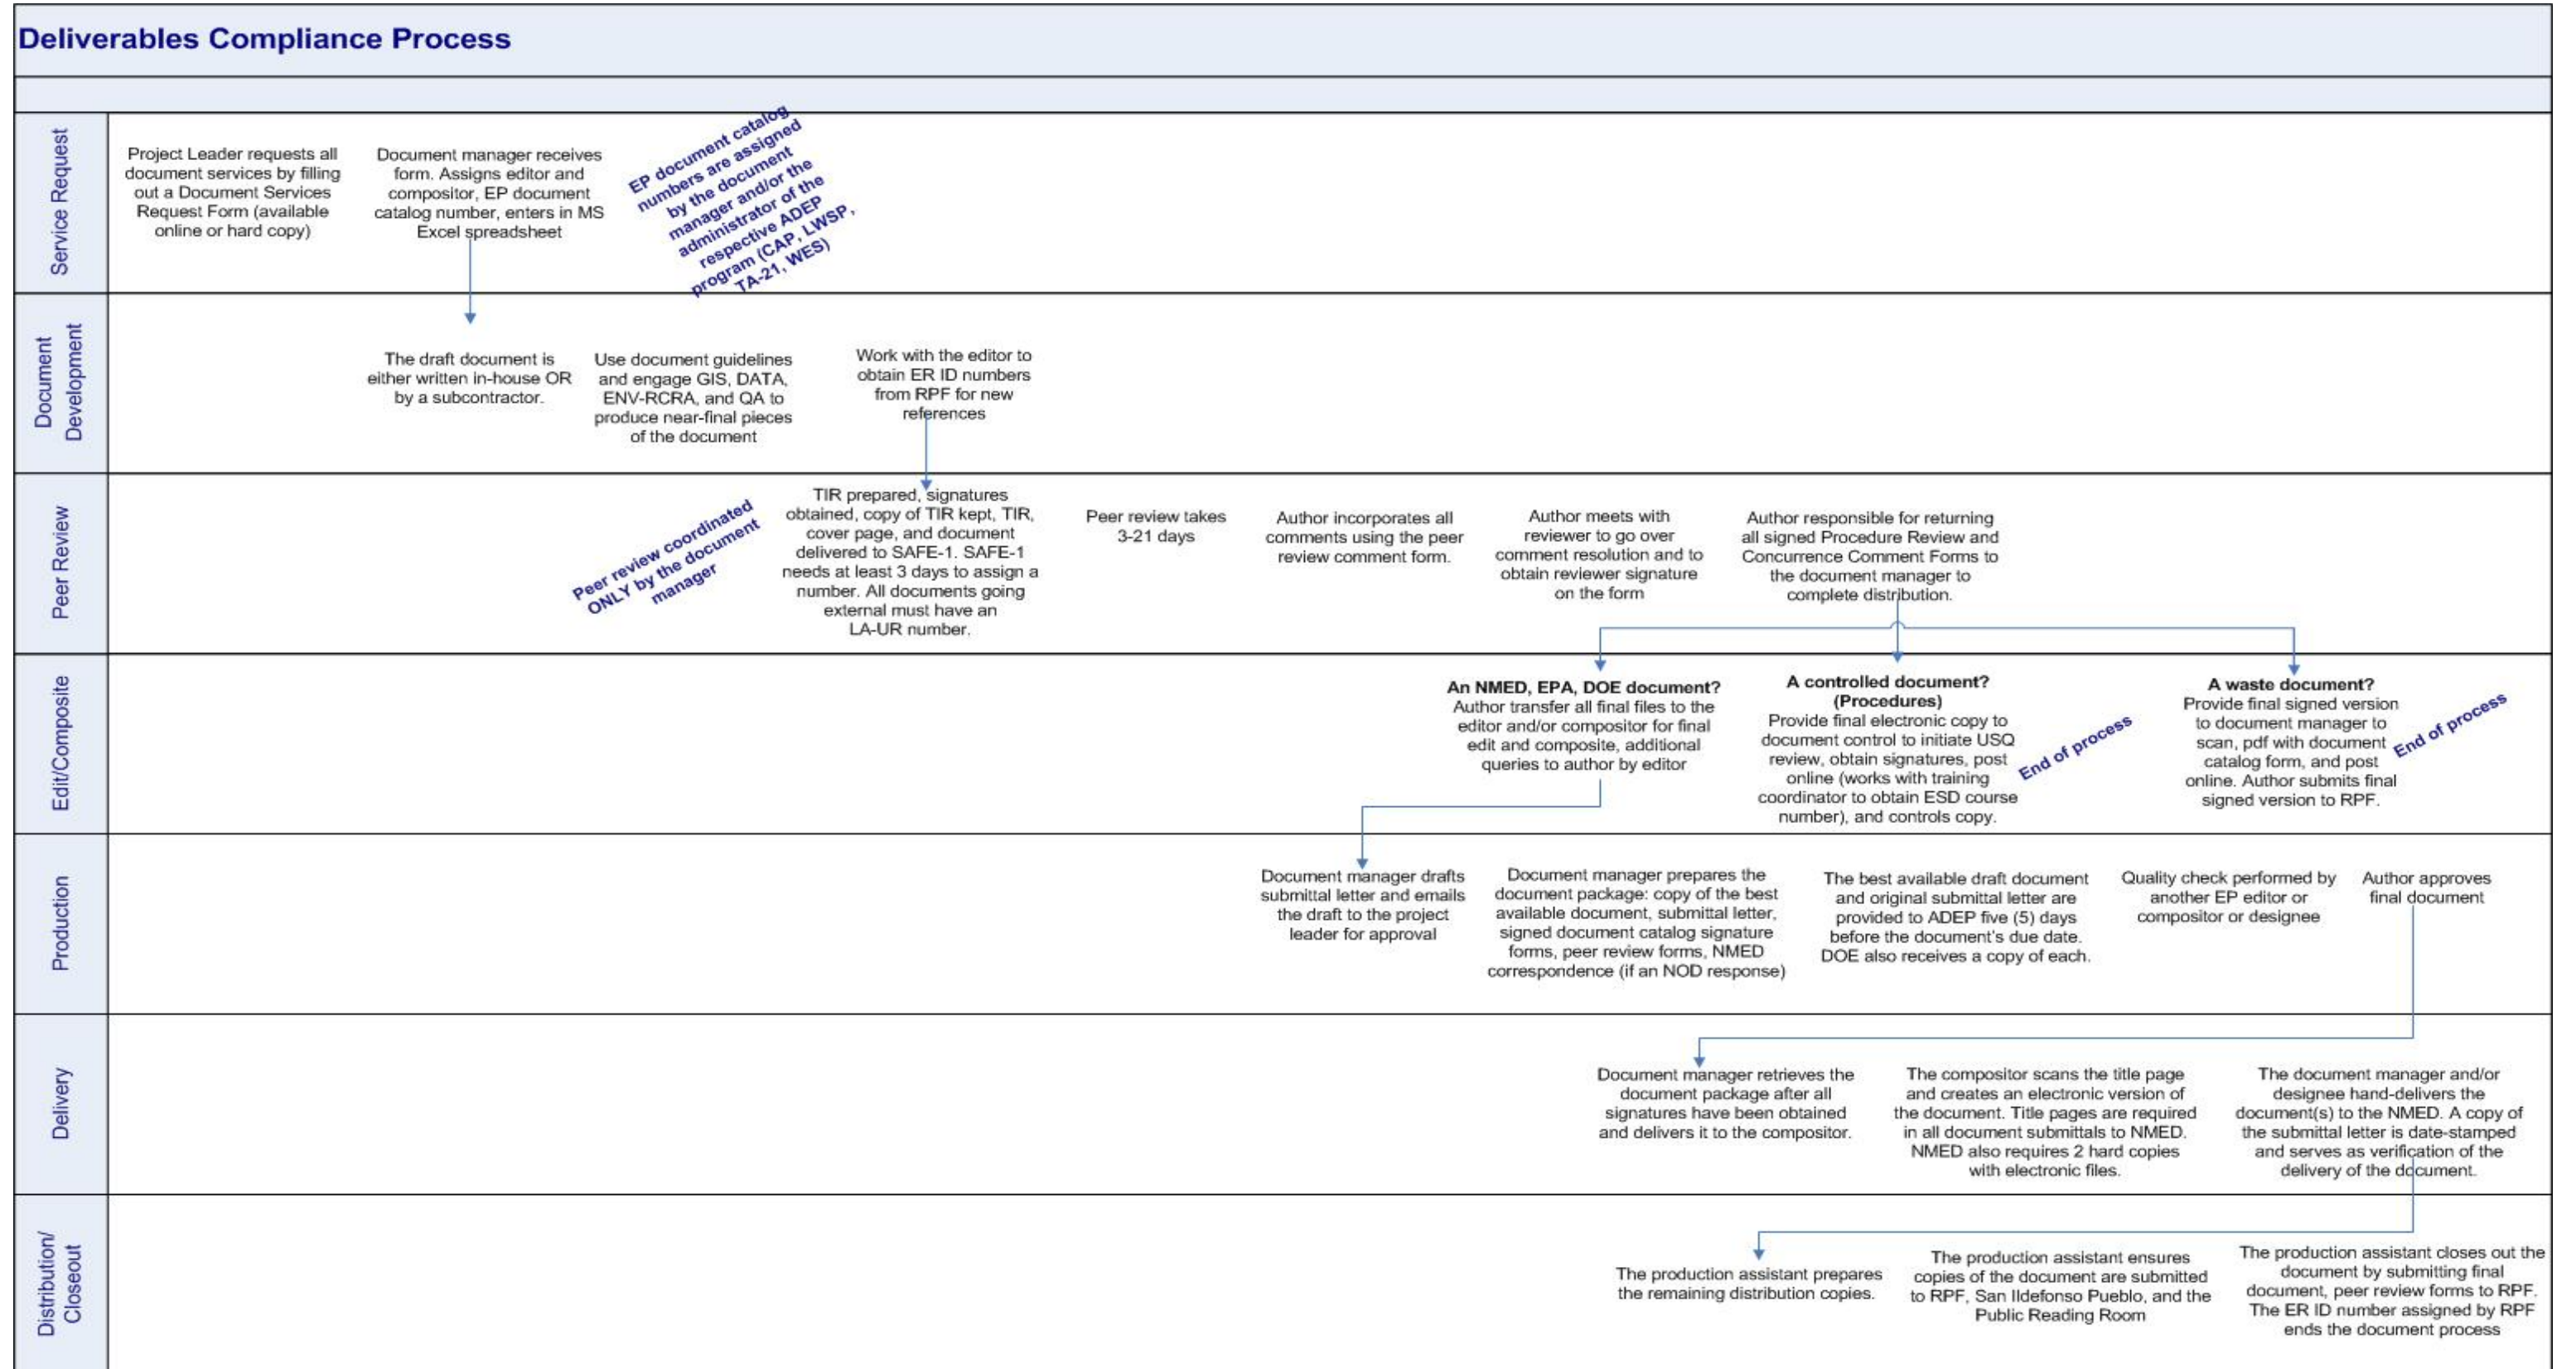 Deliverables Compliance Process
Service Request
Project Leader requests all
document services by filling
out a Document Services
Request Form (available
online or hard copy)
Document manager receives
form. Assigns editor and
compositor, EP document
catalog number, enters in MS
Excel spreadsheet
EP document catalog
numbers are assigned
by the document
manager and/or the
administrator of the
respective ADEP
program (CAP, LWSP,
TA-21, WES)
Document
Development
The draft document is
either written in-house OR
by a subcontractor.
Use document guidelines
and engage GIS, DATA,
ENV-RCRA, and QA to
produce near-final pieces
of the document
Work with the editor to
obtain ER ID numbers
from RPF for new
references
Peer Review
Peer review coordinated
ONLY by the document
manager
TIR prepared, signatures
obtained, copy of TIR kept, TIR,
cover page, and document
delivered to SAFE-1. SAFE-1
needs at least 3 days to assign a
number. All documents going
external must have an
LA-UR number.
Peer review takes
3-21 days
Author incorporates all
comments using the peer
review comment form.
Author meets with
reviewer to go over
comment resolution and to
obtain reviewer signature
on the form
Author responsible for returning
all signed Procedure Review and
Concurrence Comment Forms to
the document manager to
complete distribution.
Edit/Composite
An NMED, EPA, DOE document?
Author transfer all final files to the
editor and/or compositor for final
edit and composite, additional
queries to author by editor
A controlled document?
(Procedures)
Provide final electronic copy to
document control to initiate USQ
review, obtain signatures, post
online (works with training
coordinator to obtain ESD course
number), and controls copy.
End of process
A waste document?
Provide final signed version
to document manager to
scan, pdf with document
catalog form, and post
online. Author submits final
signed version to RPF.
End of process
Production
Document manager drafts
submittal letter and emails
the draft to the project
leader for approval
Document manager prepares the
document package: copy of the best
available document, submittal letter,
signed document catalog signature
forms, peer review forms, NMED
correspondence (if an NOD response)
The best available draft document
and original submittal letter are
provided to ADEP five (5) days
before the document's due date.
DOE also receives a copy of each.
Quality check performed by
another EP editor or
compositor or designee
Author approves
final document
Delivery
Document manager retrieves the
document package after all
signatures have been obtained
and delivers it to the compositor.
The compositor scans the title page
and creates an electronic version of
the document. Title pages are required
in all document submittals to NMED.
NMED also requires 2 hard copies
with electronic files.
The document manager and/or
designee hand-delivers the
document(s) to the NMED. A copy of
the submittal letter is date-stamped
and serves as verification of the
delivery of the document.
Distribution/
Closeout
The production assistant prepares
the remaining distribution copies.
The production assistant ensures
copies of the document are submitted
to RPF, San Ildefonso Pueblo, and the
Public Reading Room
The production assistant closes out the
document by submitting final
document, peer review forms to RPF.
The ER ID number assigned by RPF
ends the document process